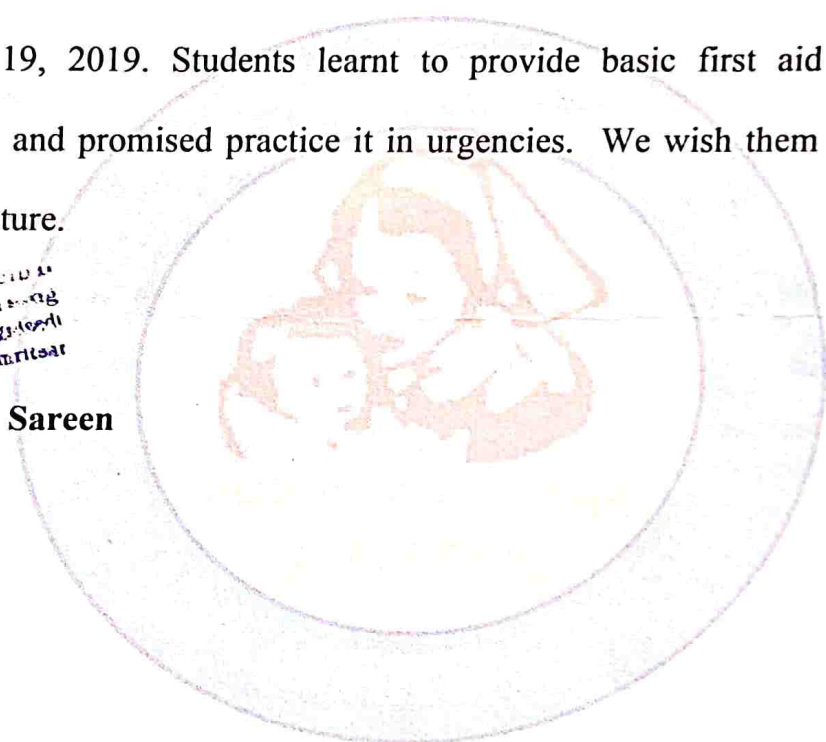 19, 2019. Students learnt to provide basic first aid
and promised practice it in urgencies. We wish them
ture.
Sareen